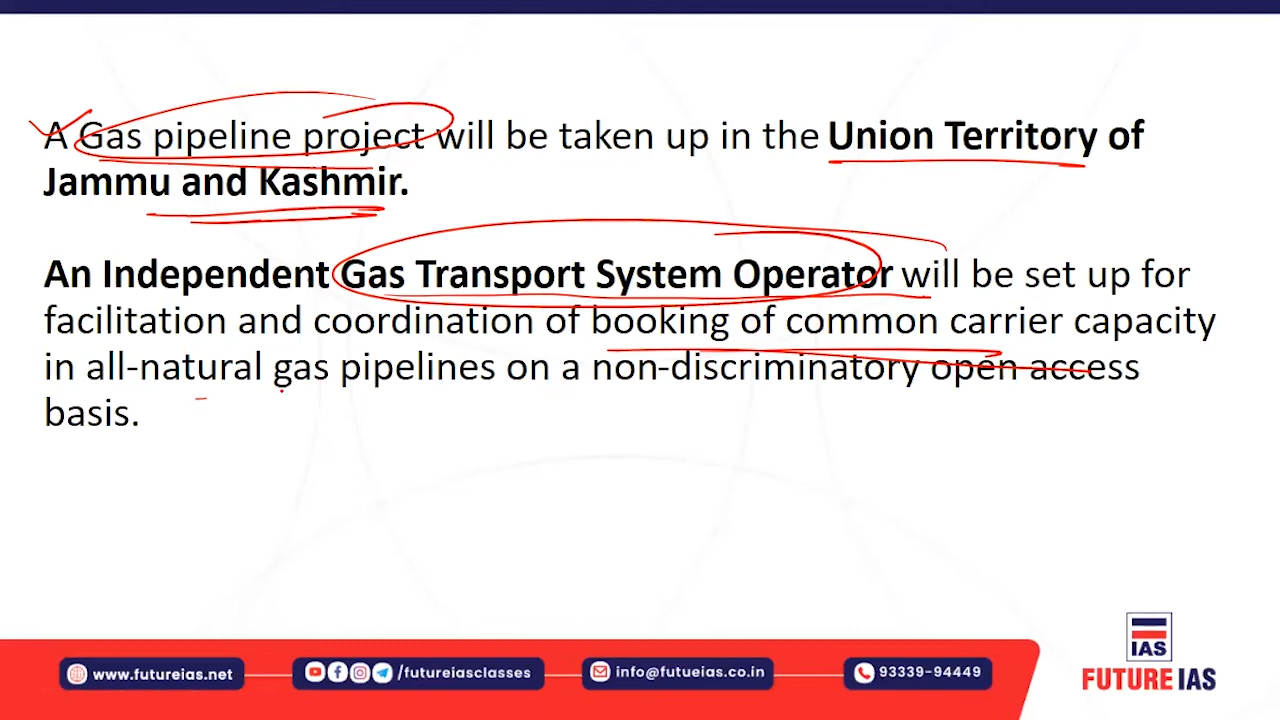 A Gas pipeline project will be taken up in the Union Territory of
Jammu and Kashmir.
An Independent Gas Transport System Operator will be set up for
facilitation and coordination of booking of common carrier capacity
in all-natural gas pipelines on a non-discriminatory open access
basis.
www.futureias.net
/futureiasclasses
info@futueias.co.in
93339-94449
IAS
FUTURE IAS